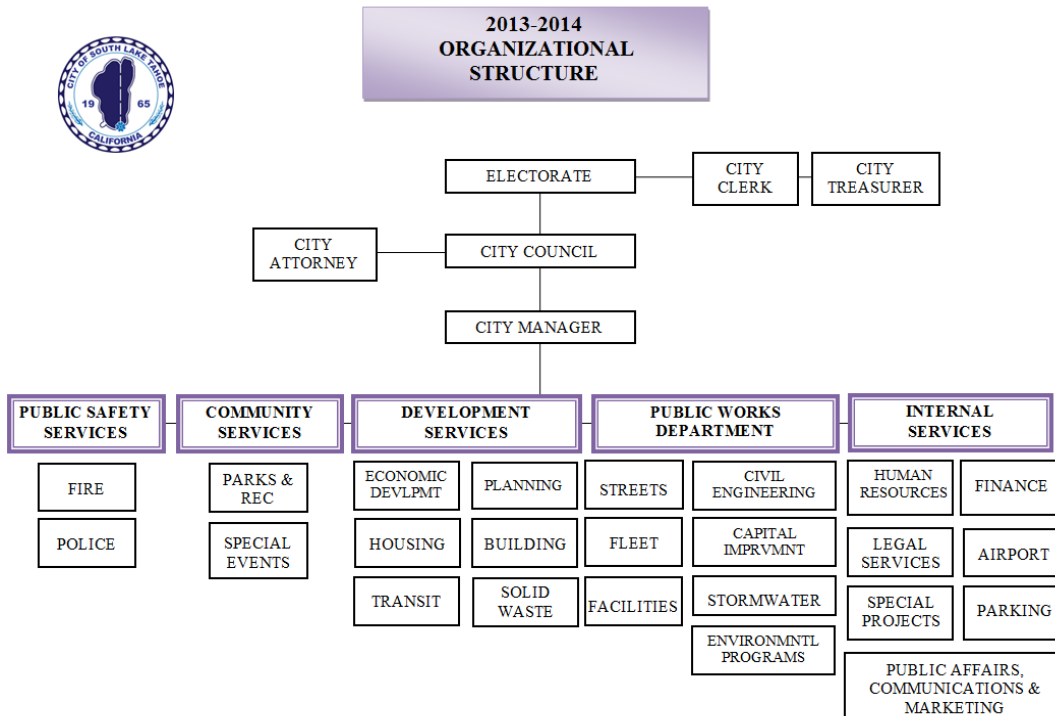 2013-2014
ORGANIZATIONAL
STRUCTURE
CITY OF SOUTH LAKE TAHOE
19 65
CALIFORNIA
ELECTORATE
CITY
CLERK
CITY
TREASURER
CITY
ATTORNEY
CITY COUNCIL
CITY MANAGER
PUBLIC SAFETY
SERVICES
COMMUNITY
SERVICES
DEVELOPMENT
SERVICES
PUBLIC WORKS
DEPARTMENT
INTERNAL
SERVICES
FIRE
POLICE
PARKS &
REC
SPECIAL
EVENTS
ECONOMIC
DEVLPMT
PLANNING
HOUSING
BUILDING
TRANSIT
SOLID
WASTE
STREETS
CIVIL
ENGINEERING
FLEET
CAPITAL
IMPRVMNT
FACILITIES
STORMWATER
ENVIRONMNTL
PROGRAMS
HUMAN
RESOURCES
FINANCE
LEGAL
SERVICES
AIRPORT
SPECIAL
PROJECTS
PARKING
PUBLIC AFFAIRS,
COMMUNICATIONS &
MARKETING